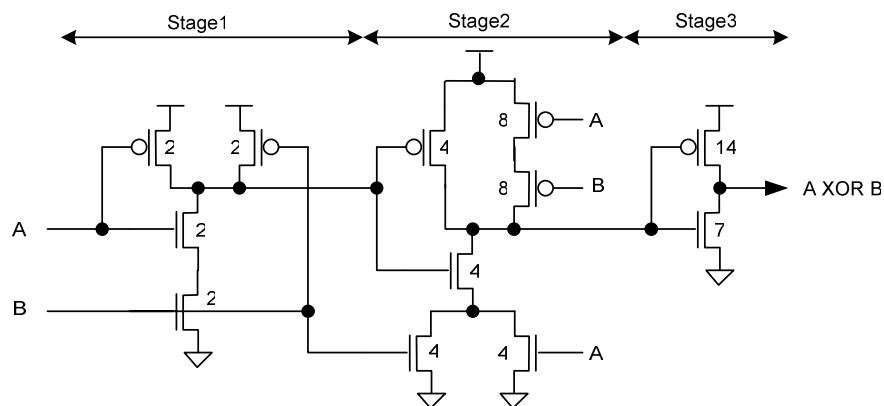 Stage1 Stage2 Stage3
8 A
2 2 4 14
8 B A XOR B
A 2 7
4
B 2
4 4 A